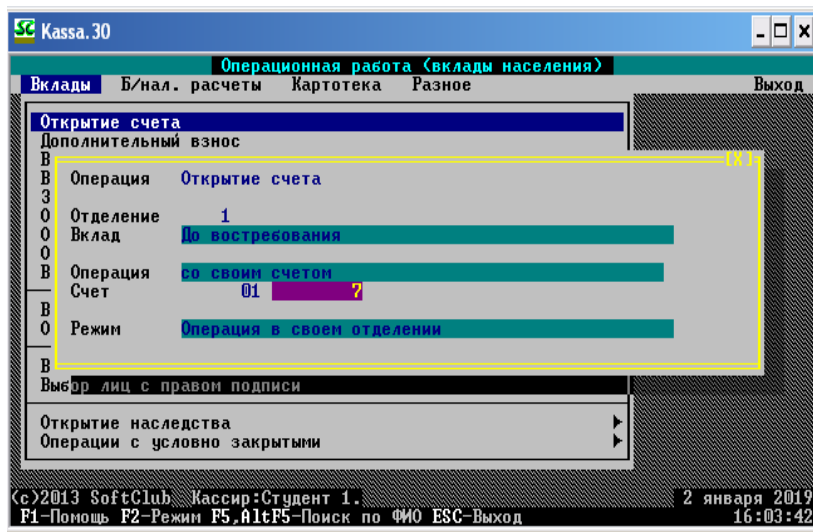 SC Kassa.30
Операционная работа (вклады населения)
Вклады Б/нал. расчеты Картотека Разное Выход
Открытие счета
Дополнительный взнос
В [X]
В Операция Открытие счета
З
О Отделение 1
О Вклад До востребования
О
В Операция со своим счетом
Счет 01 7
В
О Режим Операция в своем отделении
В
Выбор лиц с правом подписи
Открытие наследства
Операции с условно закрытыми
(c)2013 SoftClub Кассир:Студент 1. 2 января 2019
F1-Помощь F2-Режим F5,AltF5-Поиск по ФИО ESC-Выход 16:03:42